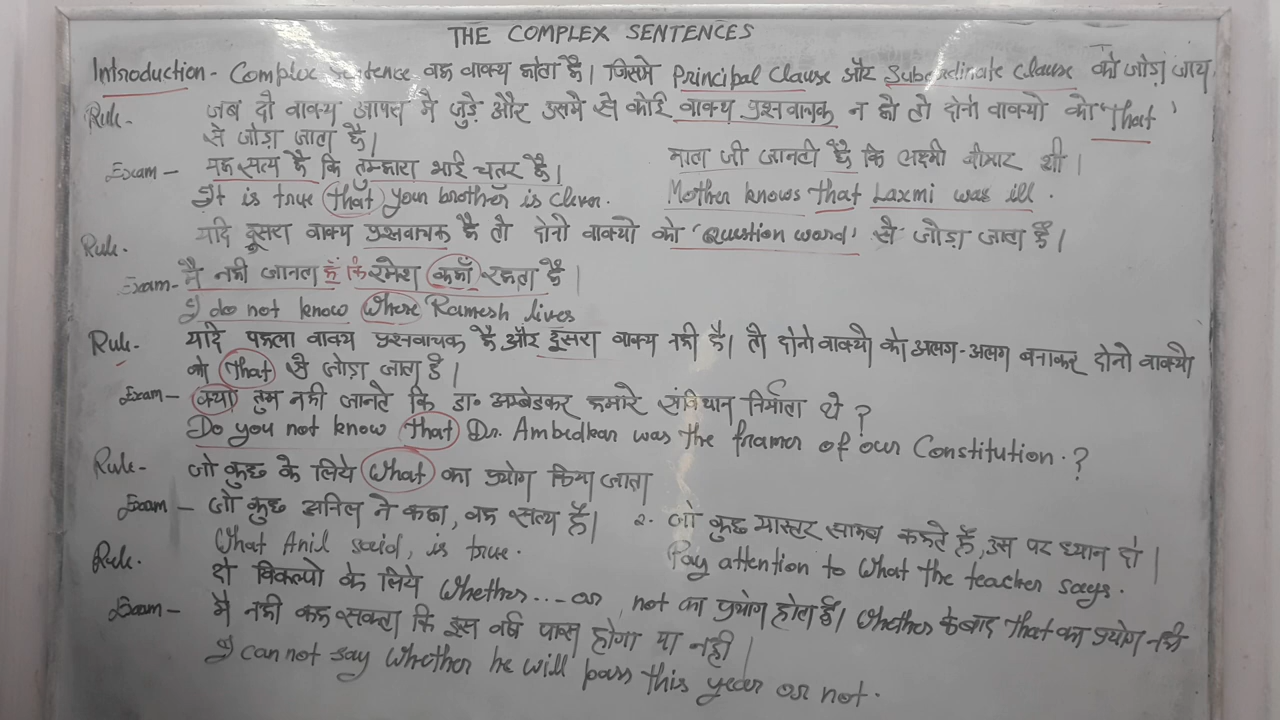 THE COMPLEX SENTENCES
Introduction - Complex Sentence वह वाक्य होता है। जिसमे Principal Clause और Subordinate Clause को जोड़ा जाय
Rule. जब दो वाक्य आपस मे जुड़े और उसमे से कोई वाक्य प्रश्नवाचक न हो तो दोनो वाक्यो को 'That'
से जोड़ा जाता है।
Exam - यह सत्य है कि तुम्हारा भाई चतर है। माता जी जानती है कि लक्ष्मी बीमार थी।
It is true that your brother is clever. Mother knows that Laxmi was ill.
Rule. यदि दूसरा वाक्य प्रश्नवाचक है तो दोनो वाक्यो को 'Question word' से जोड़ा जाता है।
Exam- मै नही जानता हूँ कि रमेश कहाँ रहता है।
I do not know Where Ramesh lives
Rule. यदि पहला वाक्य प्रश्नवाचक है और दूसरा वाक्य नही है। तो दोनो वाक्यो को अलग-अलग बनाकर दोनो वाक्यो
को That से जोड़ा जाता है।
Exam- क्या तुम नही जानते कि डा० अम्बेडकर हमारे संविधान निर्माता थे?
Do you not know that Dr. Ambedkar was the framer of our Constitution.?
Rule- जो कुछ के लिये What का प्रयोग किया जाता
Exam - जो कुछ अनिल ने कहा, वह सत्य है। २. जो कुछ मास्टर साहब कहते है, उस पर ध्यान दो।
What Anil said, is true. Pay attention to what the teacher says.
Rule. दो विकल्पो के लिये Whether...or not का प्रयोग होता है। Whether के बाद That का प्रयोग नही
Exam - मै नही कह सकता कि इस वर्ष पास होगा या नही।
I cannot say Whether he will pass this year or not.